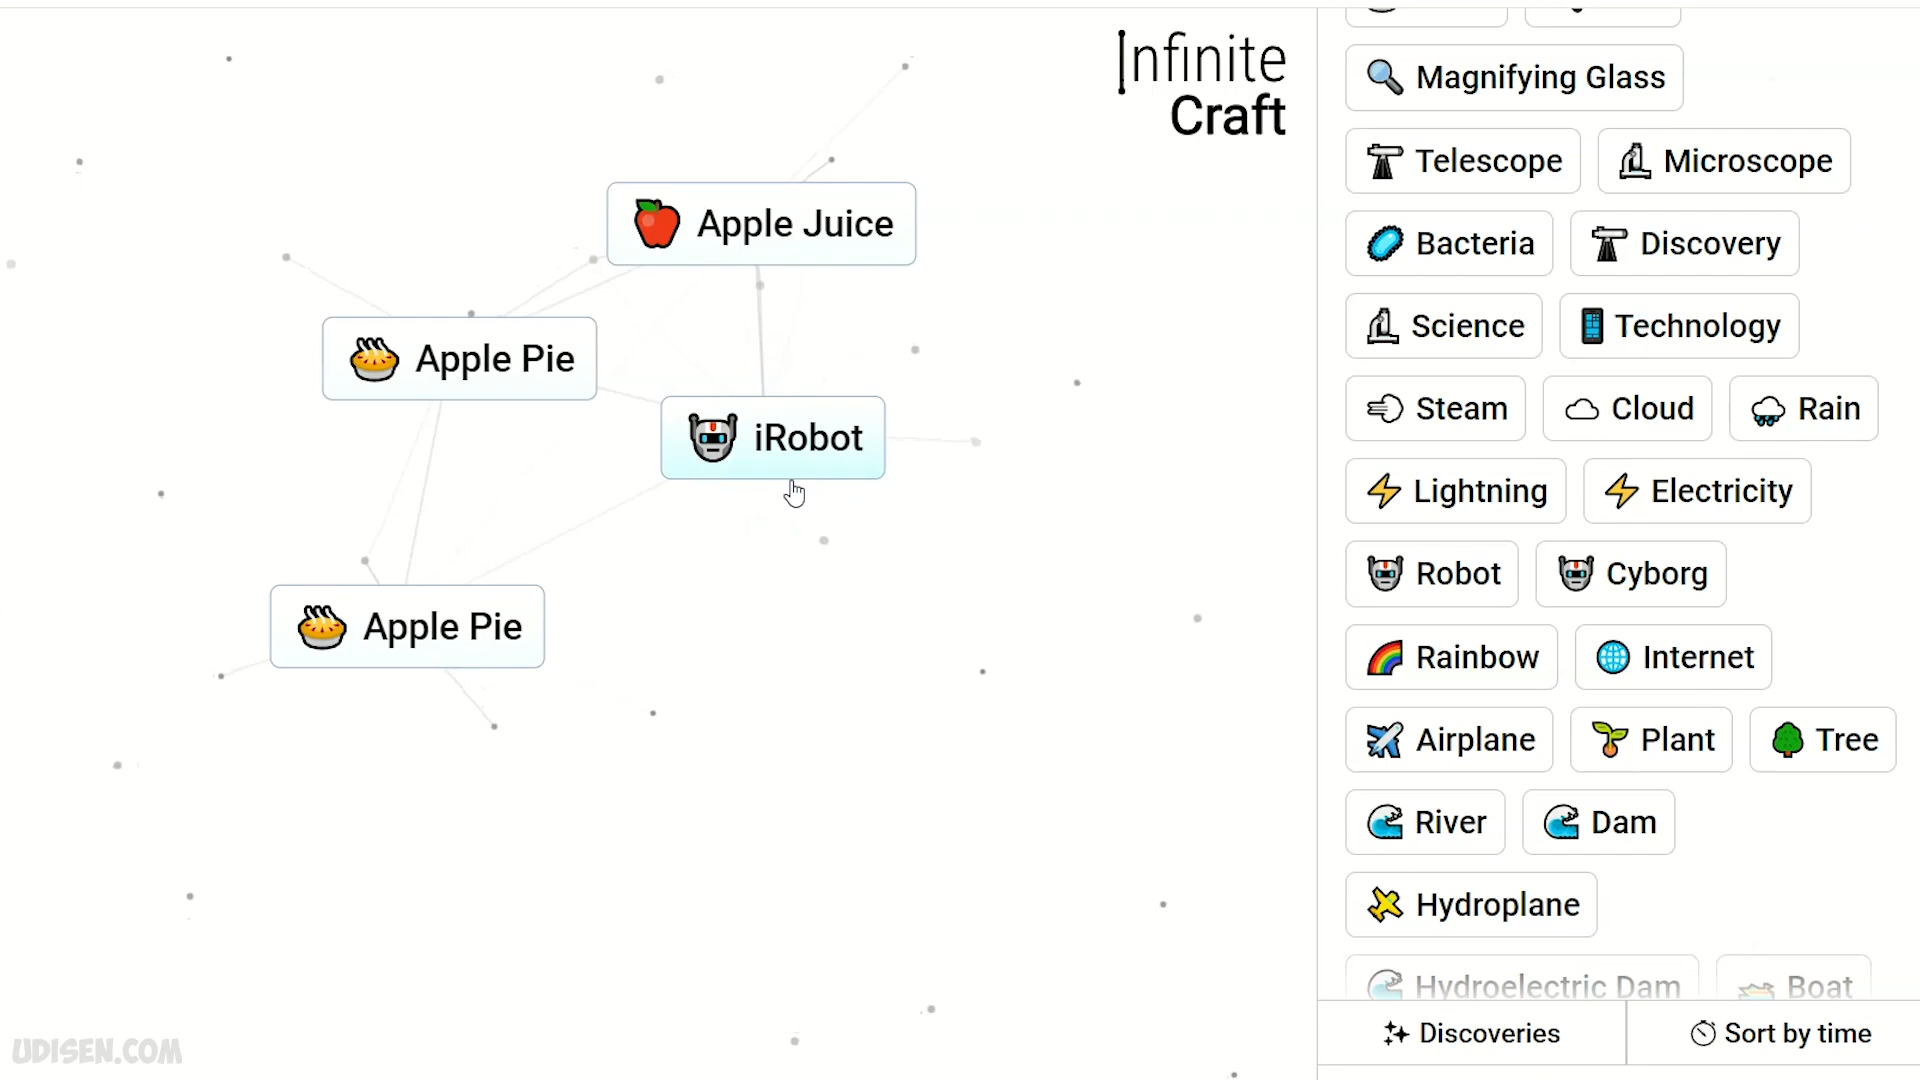 Infinite
Craft
Apple Juice
Apple Pie
iRobot
Apple Pie
Magnifying Glass
Telescope Microscope
Bacteria Discovery
Science Technology
Steam Cloud Rain
Lightning Electricity
Robot Cyborg
Rainbow Internet
Airplane Plant Tree
River Dam
Hydroplane
Hydroelectric Dam Boat
Discoveries Sort by time
UDISEN.COM